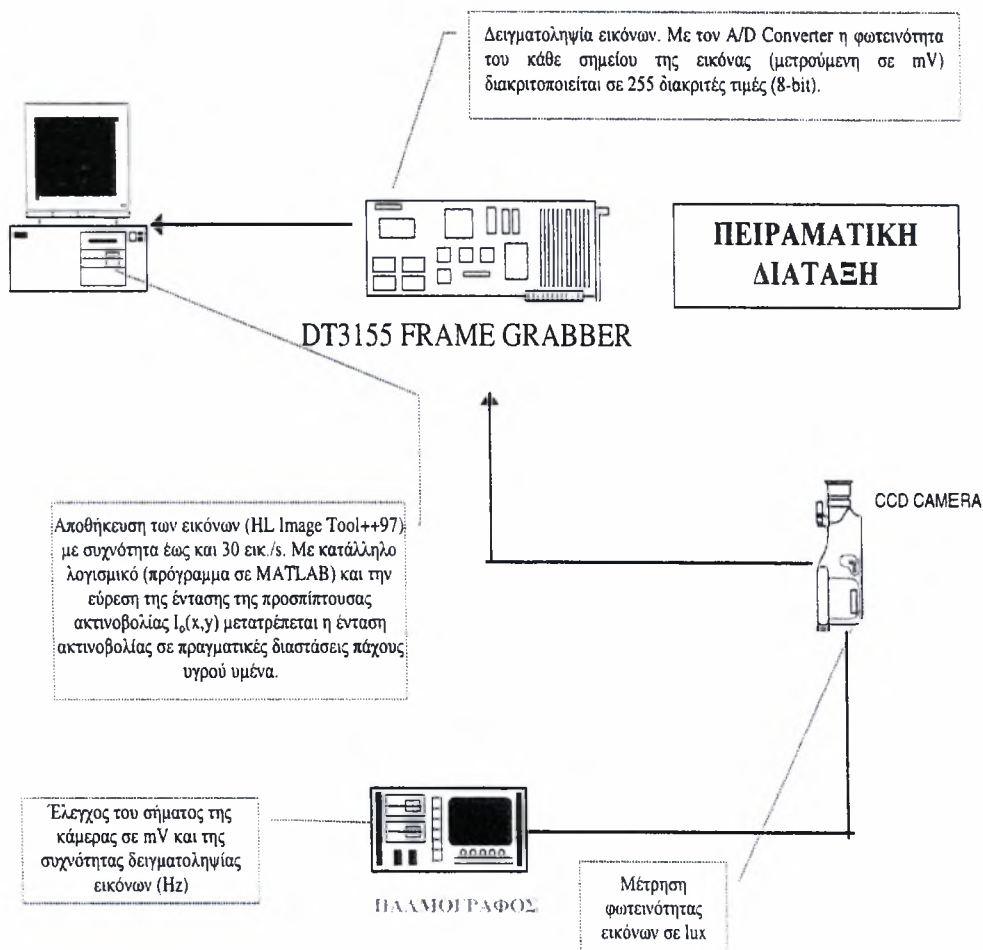 Δειγματοληψία εικόνων. Με τον A/D Converter η φωτεινότητα
του κάθε σημείου της εικόνας (μετρούμενη σε mV)
διακριτοποιείται σε 255 διακριτές τιμές (8-bit).
ΠΕΙΡΑΜΑΤΙΚΗ
ΔΙΑΤΑΞΗ
DT3155 FRAME GRABBER
CCD CAMERA
Αποθήκευση των εικόνων (HL Image Tool++97)
με συχνότητα έως και 30 εικ./s. Με κατάλληλο
λογισμικό (πρόγραμμα σε MATLAB) και την
εύρεση της έντασης της προσπίπτουσας
ακτινοβολίας I₀(x,y) μετατρέπεται η ένταση
ακτινοβολίας σε πραγματικές διαστάσεις πάχους
υγρού υμένα.
Έλεγχος του σήματος της
κάμερας σε mV και της
συχνότητας δειγματοληψίας
εικόνων (Hz)
ΠΑΛΜΟΓΡΑΦΟΣ
Μέτρηση
φωτεινότητας
εικόνων σε lux